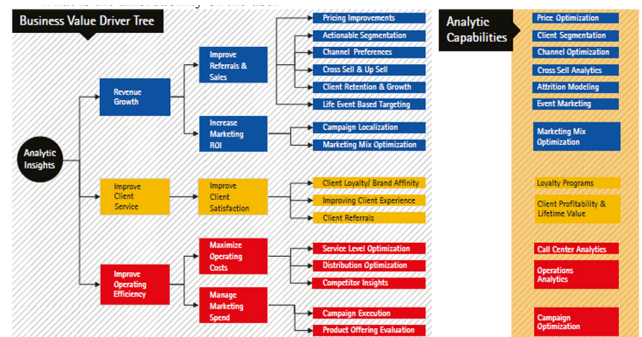 Business Value Driver Tree
Analytic
Capabilities
Analytic
Insights
Revenue
Growth
Improve
Referrals &
Sales
Pricing Improvements
Actionable Segmentation
Channel Preferences
Cross Sell & Up Sell
Client Retention & Growth
Life Event Based Targeting
Increase
Marketing
ROI
Campaign Localization
Marketing Mix Optimization
Improve
Client
Service
Improve
Client
Satisfaction
Client Loyalty/ Brand Affinity
Improving Client Experience
Client Referrals
Improve
Operating
Efficiency
Maximize
Operating
Costs
Service Level Optimization
Distribution Optimization
Competitor Insights
Manage
Marketing
Spend
Campaign Execution
Product Offering Evaluation
Price Optimization
Client Segmentation
Channel Optimization
Cross Sell Analytics
Attrition Modeling
Event Marketing
Marketing Mix
Optimization
Loyalty Programs
Client Profitability &
Lifetime Value
Call Center Analytics
Operations
Analytics
Campaign
Optimization